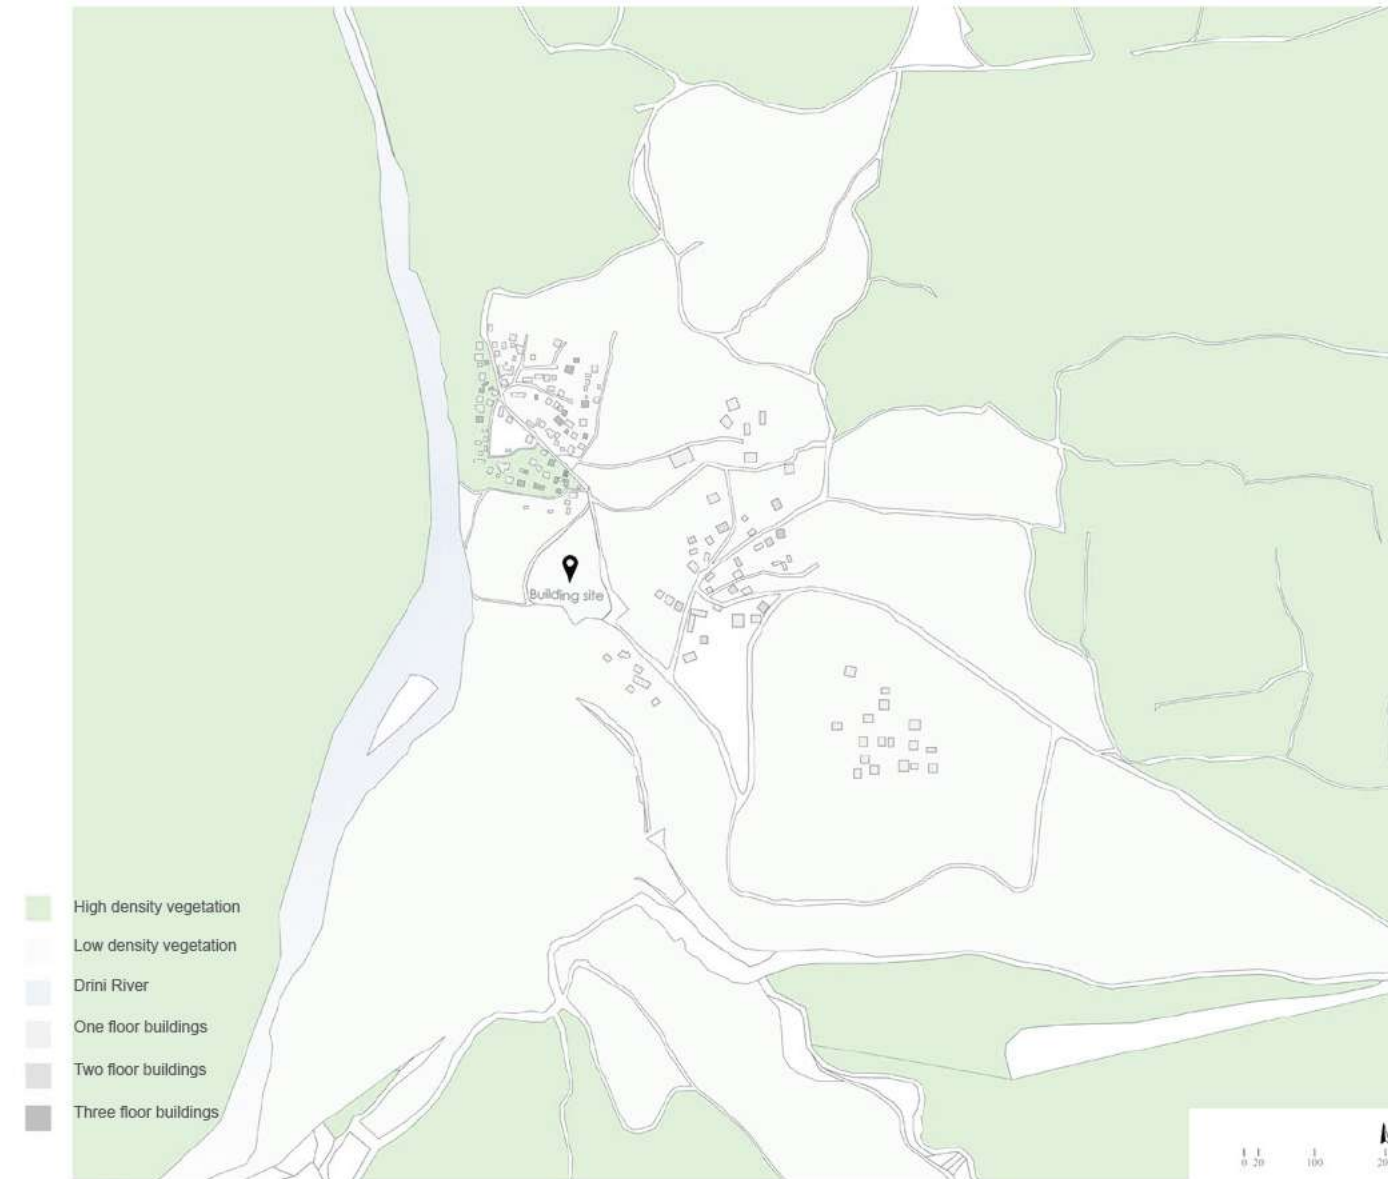 Building site
High density vegetation
Low density vegetation
Drini River
One floor buildings
Two floor buildings
Three floor buildings
0 20 100